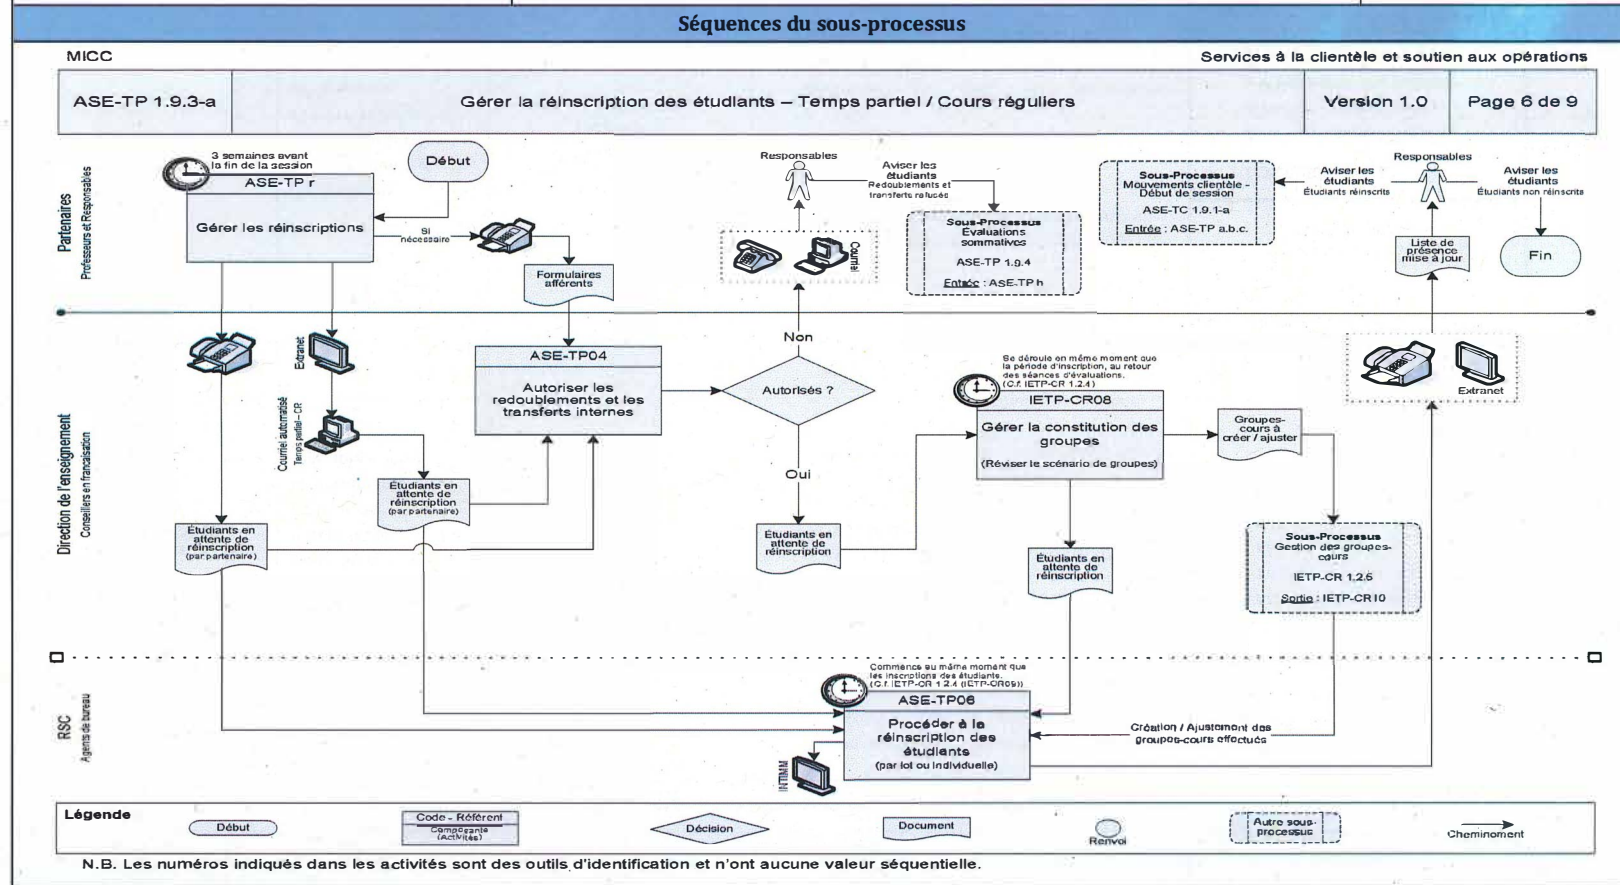 Séquences du sous-processus
MICC
Services à la clientèle et soutien aux opérations
ASE-TP 1.9.3-a
Gérer la réinscription des étudiants – Temps partiel / Cours réguliers
Version 1.0
Page 6 de 9
Partenaires
Professeurs et Responsables
3 semaines avant
la fin de la session
ASE-TP r
Gérer les réinscriptions
Début
Si
nécessaire
Formulaires
afférents
Responsables
Aviser les
étudiants
Redoublements et
transferts refusés
Courriel
Sous-Processus
Évaluations
sommatives
ASE-TP 1.9.4
Entrée : ASE-TP h
Sous-Processus
Mouvements clientèle -
Début de session
ASE-TC 1.9.1-a
Entrée : ASE-TP a.b.c.
Aviser les
étudiants
Étudiants réinscrits
Responsables
Aviser les
étudiants
Étudiants non réinscrits
Liste de
présence
mise à jour
Fin
Direction de l'enseignement
Conseillers en francisation
Extranet
Courriel automatisé
Temps partiel – CR
Étudiants en
attente de
réinscription
(par partenaire)
Étudiants en
attente de
réinscription
(par partenaire)
ASE-TP04
Autoriser les
redoublements et les
transferts internes
Non
Autorisés ?
Oui
Étudiants en
attente de
réinscription
Se déroule en même moment que
la période d'inscription, au retour
des séances d'évaluations.
(C.f. IETP-CR 1.2.4)
IETP-CR08
Gérer la constitution des
groupes
(Réviser le scénario de groupes)
Groupes-
cours à
créer / ajuster
Extranet
Étudiants en
attente de
réinscription
Sous-Processus
Gestion des groupes-
cours
IETP-CR 1.2.5
Sortie : IETP-CR10
RSC
Agents de bureau
Commence au même moment que
les inscriptions des étudiants.
(C.f. IETP-CR 1.2.4 (IETP-CR09))
ASE-TP06
Procéder à la
réinscription des
étudiants
(par lot ou individuelle)
INTIMM
Création / Ajustement des
groupes-cours effectués
Légende
Début
Code - Référent
Composante
(Activités)
Décision
Document
Renvoi
Autre sous-
processus
Cheminement
N.B. Les numéros indiqués dans les activités sont des outils d'identification et n'ont aucune valeur séquentielle.